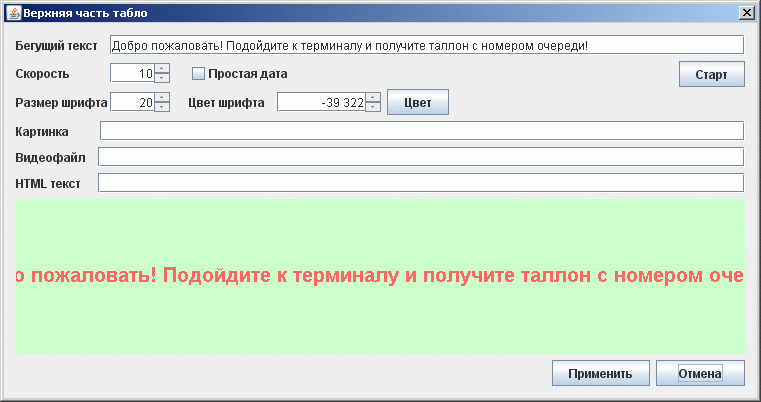 Верхняя часть табло
Бегущий текст Добро пожаловать! Подойдите к терминалу и получите таллон с номером очереди!
Скорость 10 Простая дата Старт
Размер шрифта 20 Цвет шрифта -39 322 Цвет
Картинка
Видеофайл
HTML текст
о пожаловать! Подойдите к терминалу и получите таллон с номером оче
Применить Отмена